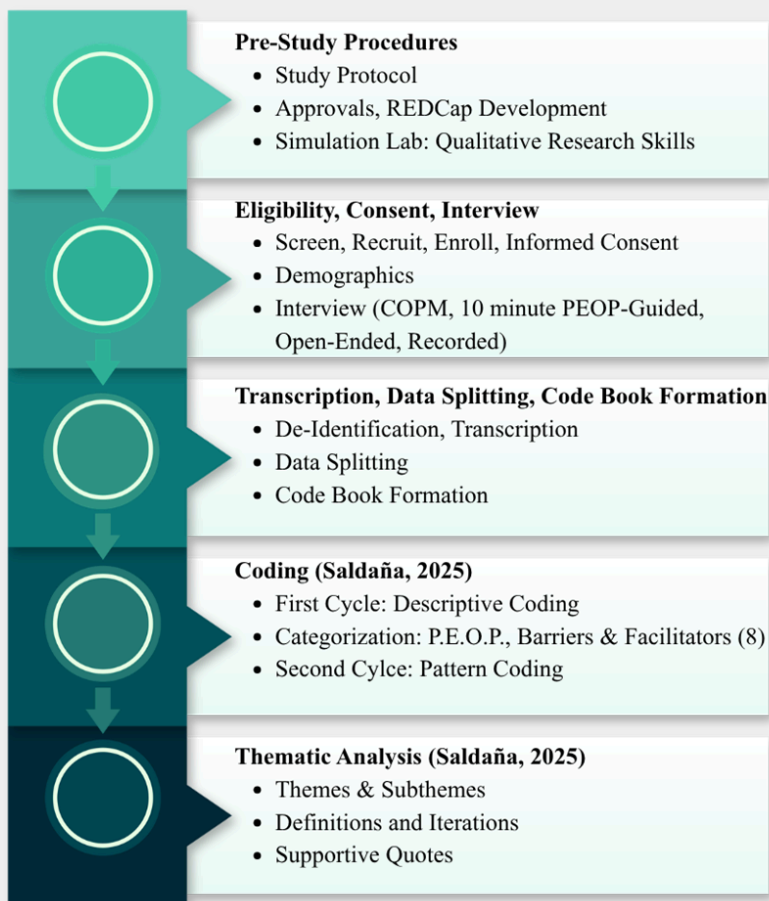 Pre-Study Procedures
• Study Protocol
• Approvals, REDCap Development
• Simulation Lab: Qualitative Research Skills
Eligibility, Consent, Interview
• Screen, Recruit, Enroll, Informed Consent
• Demographics
• Interview (COPM, 10 minute PEOP-Guided,
Open-Ended, Recorded)
Transcription, Data Splitting, Code Book Formation
• De-Identification, Transcription
• Data Splitting
• Code Book Formation
Coding (Saldaña, 2025)
• First Cycle: Descriptive Coding
• Categorization: P.E.O.P., Barriers & Facilitators (8)
• Second Cylce: Pattern Coding
Thematic Analysis (Saldaña, 2025)
• Themes & Subthemes
• Definitions and Iterations
• Supportive Quotes